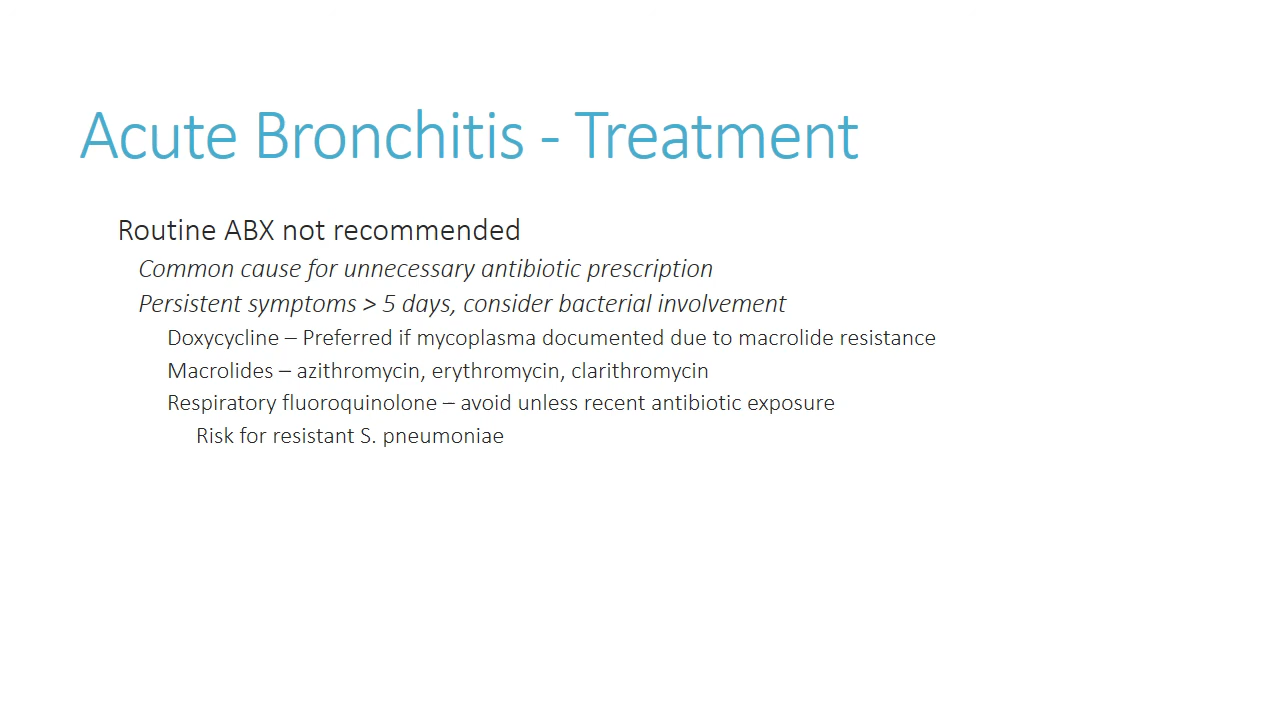 Acute Bronchitis - Treatment
Routine ABX not recommended
Common cause for unnecessary antibiotic prescription
Persistent symptoms > 5 days, consider bacterial involvement
Doxycycline – Preferred if mycoplasma documented due to macrolide resistance
Macrolides – azithromycin, erythromycin, clarithromycin
Respiratory fluoroquinolone – avoid unless recent antibiotic exposure
Risk for resistant S. pneumoniae